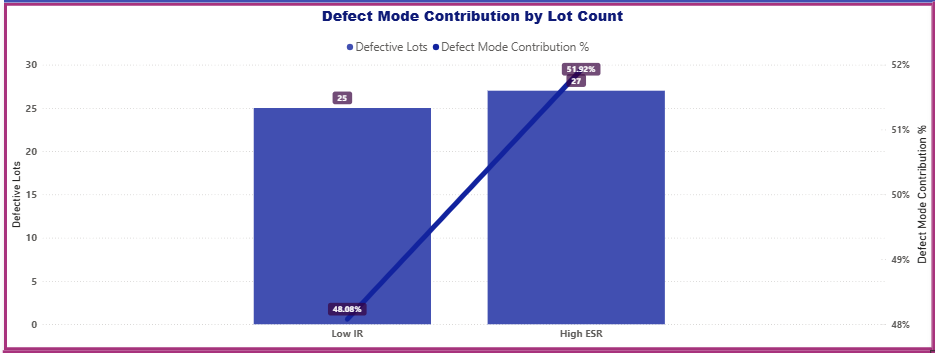 Defect Mode Contribution by Lot Count
Defective Lots Defect Mode Contribution %
30
25
20
15
10
5
0
Defective Lots
25
27
51.92%
48.08%
Low IR
High ESR
52%
51%
50%
49%
48%
Defect Mode Contribution %